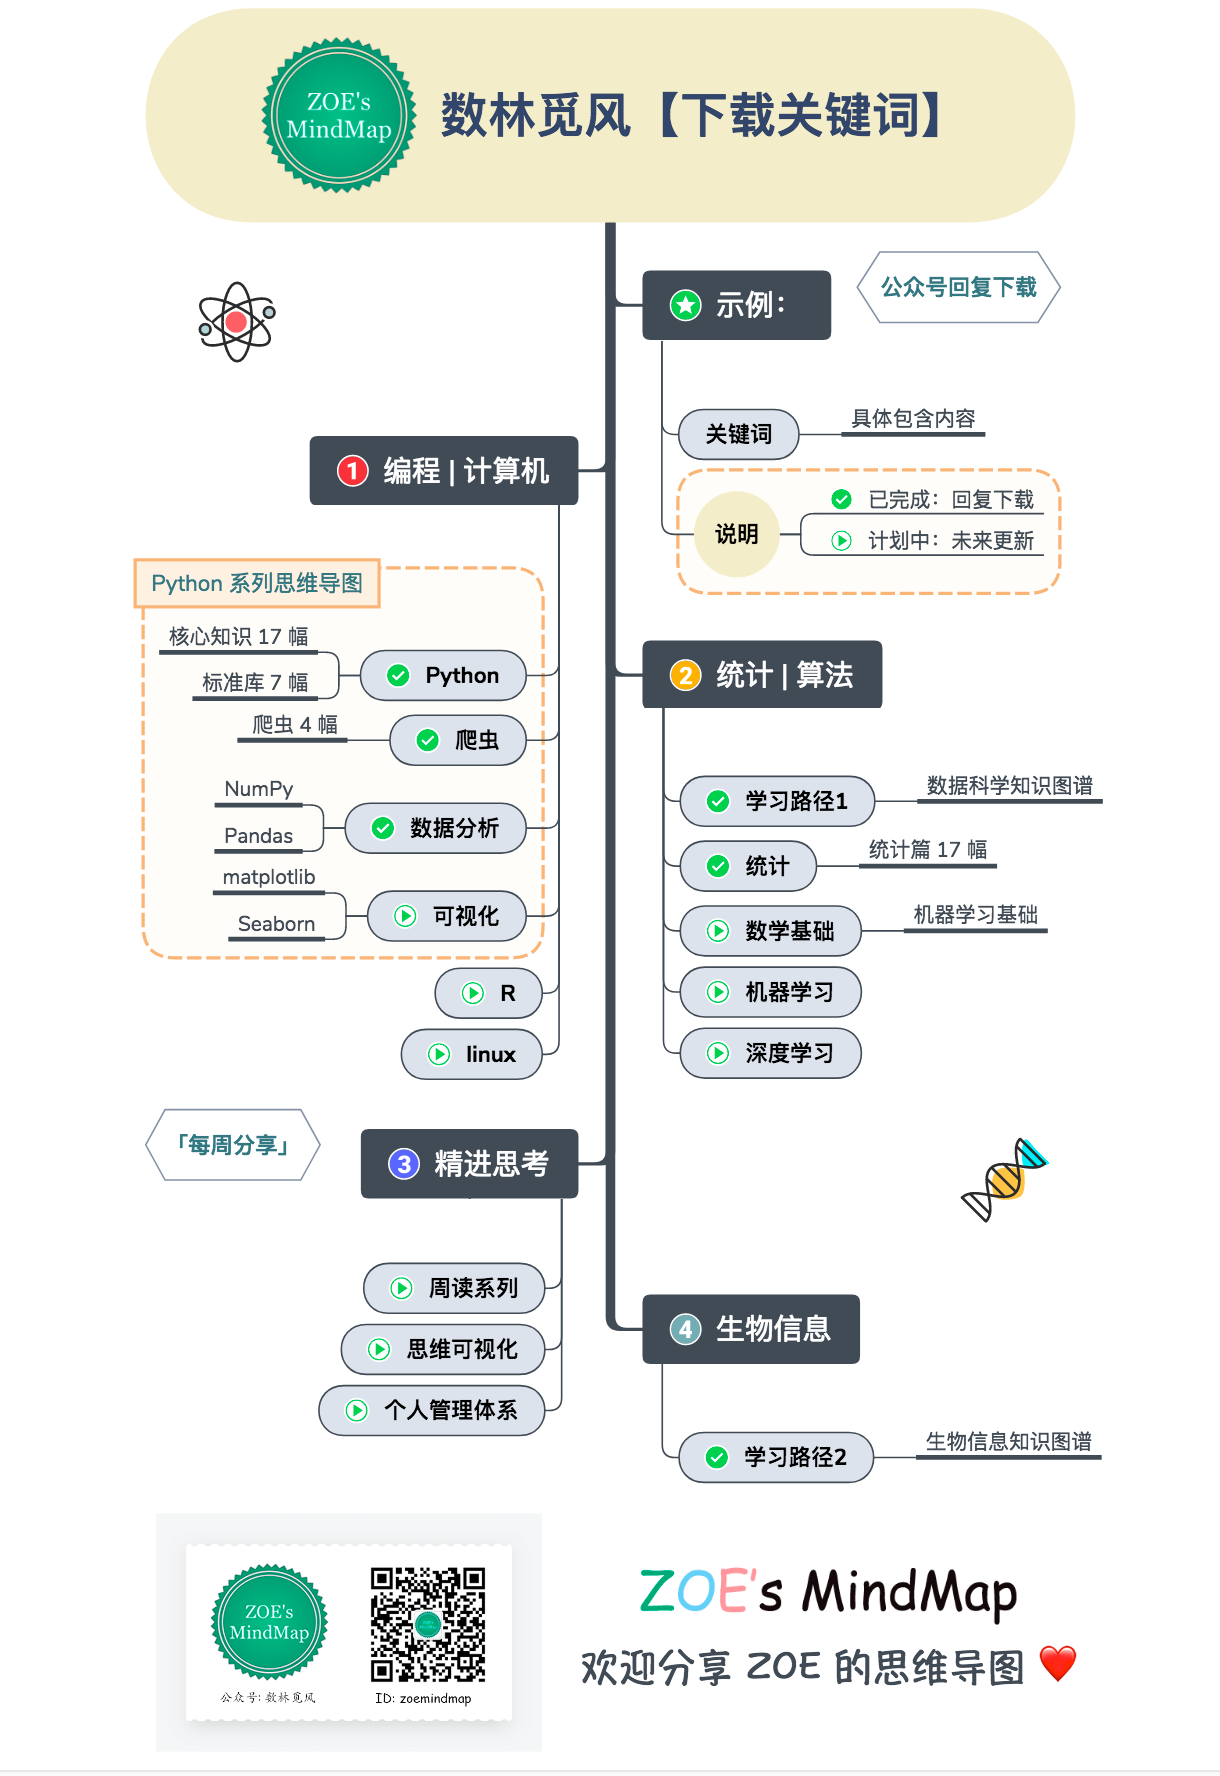 ZOE's
MindMap
数林觅风【下载关键词】
示例：
公众号回复下载
关键词
具体包含内容
说明
已完成：回复下载
计划中：未来更新
1 编程 | 计算机
Python 系列思维导图
核心知识 17 幅
标准库 7 幅
Python
爬虫 4 幅
爬虫
NumPy
Pandas
数据分析
matplotlib
Seaborn
可视化
R
linux
2 统计 | 算法
学习路径1
数据科学知识图谱
统计
统计篇 17 幅
数学基础
机器学习基础
机器学习
深度学习
「每周分享」
3 精进思考
周读系列
思维可视化
个人管理体系
4 生物信息
学习路径2
生物信息知识图谱
ZOE's
MindMap
公众号: 数林觅风
ID: zoemindmap
ZOE's MindMap
欢迎分享 ZOE 的思维导图 ❤️